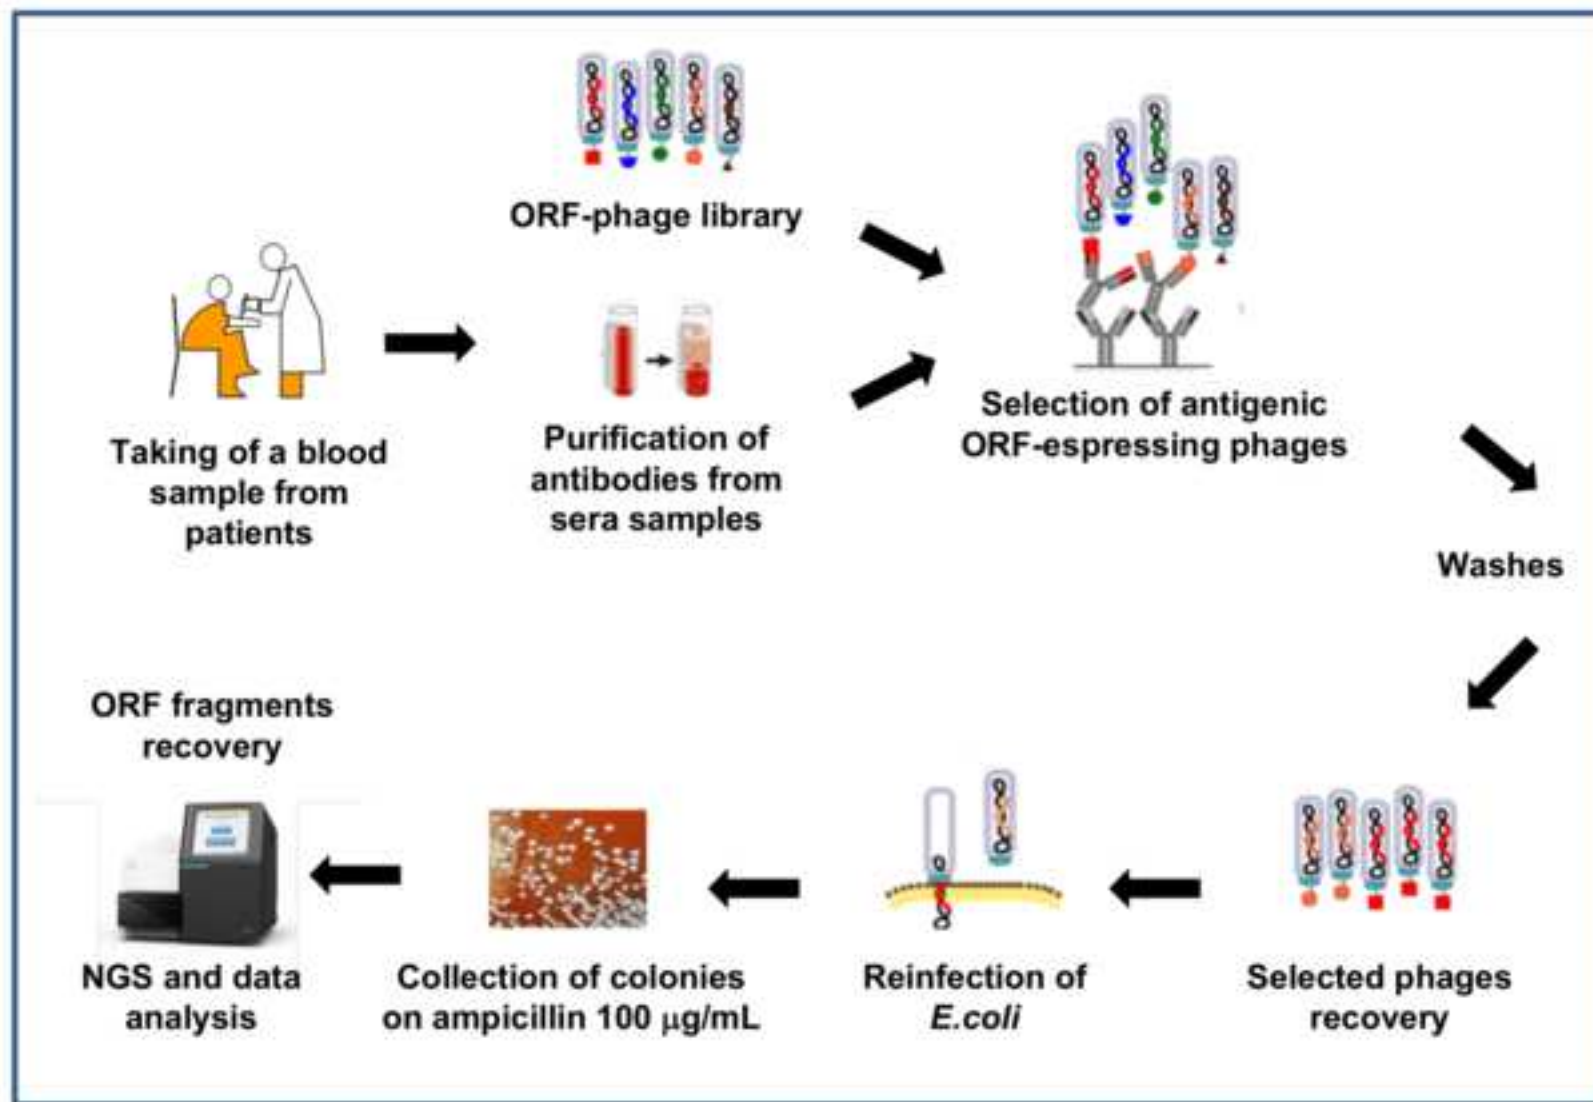 ORF-phage library
Taking of a blood
sample from
patients
Purification of
antibodies from
sera samples
Selection of antigenic
ORF-espressing phages
Washes
Selected phages
recovery
Reinfection of
E.coli
Collection of colonies
on ampicillin 100 μg/mL
ORF fragments
recovery
NGS and data
analysis